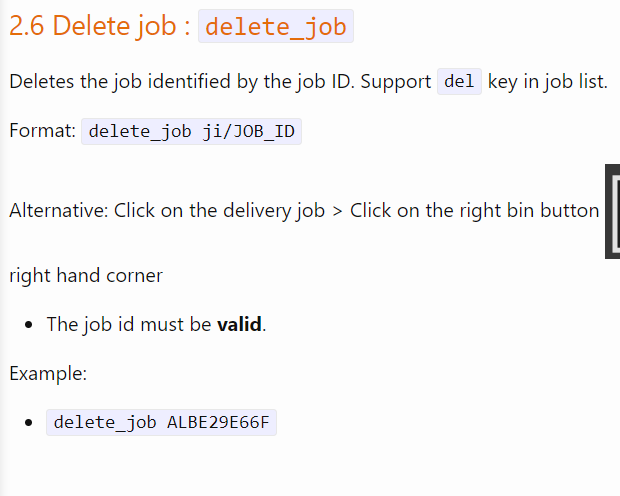 2.6 Delete job : delete_job
Deletes the job identified by the job ID. Support del key in job list.
Format: delete_job ji/JOB_ID
Alternative: Click on the delivery job > Click on the right bin button
right hand corner
• The job id must be valid.
Example:
• delete_job ALBE29E66F